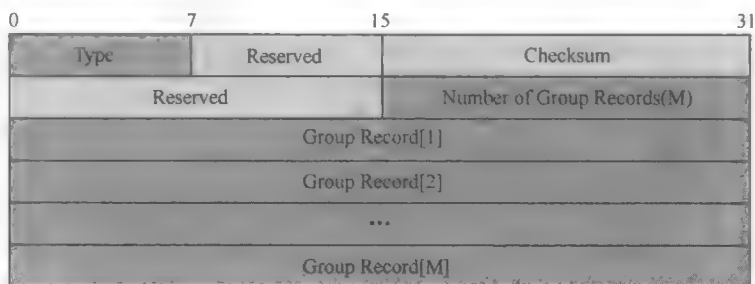 0 7 15 31
Type Reserved Checksum
Reserved Number of Group Records(M)
Group Record[1]
Group Record[2]
...
Group Record[M]